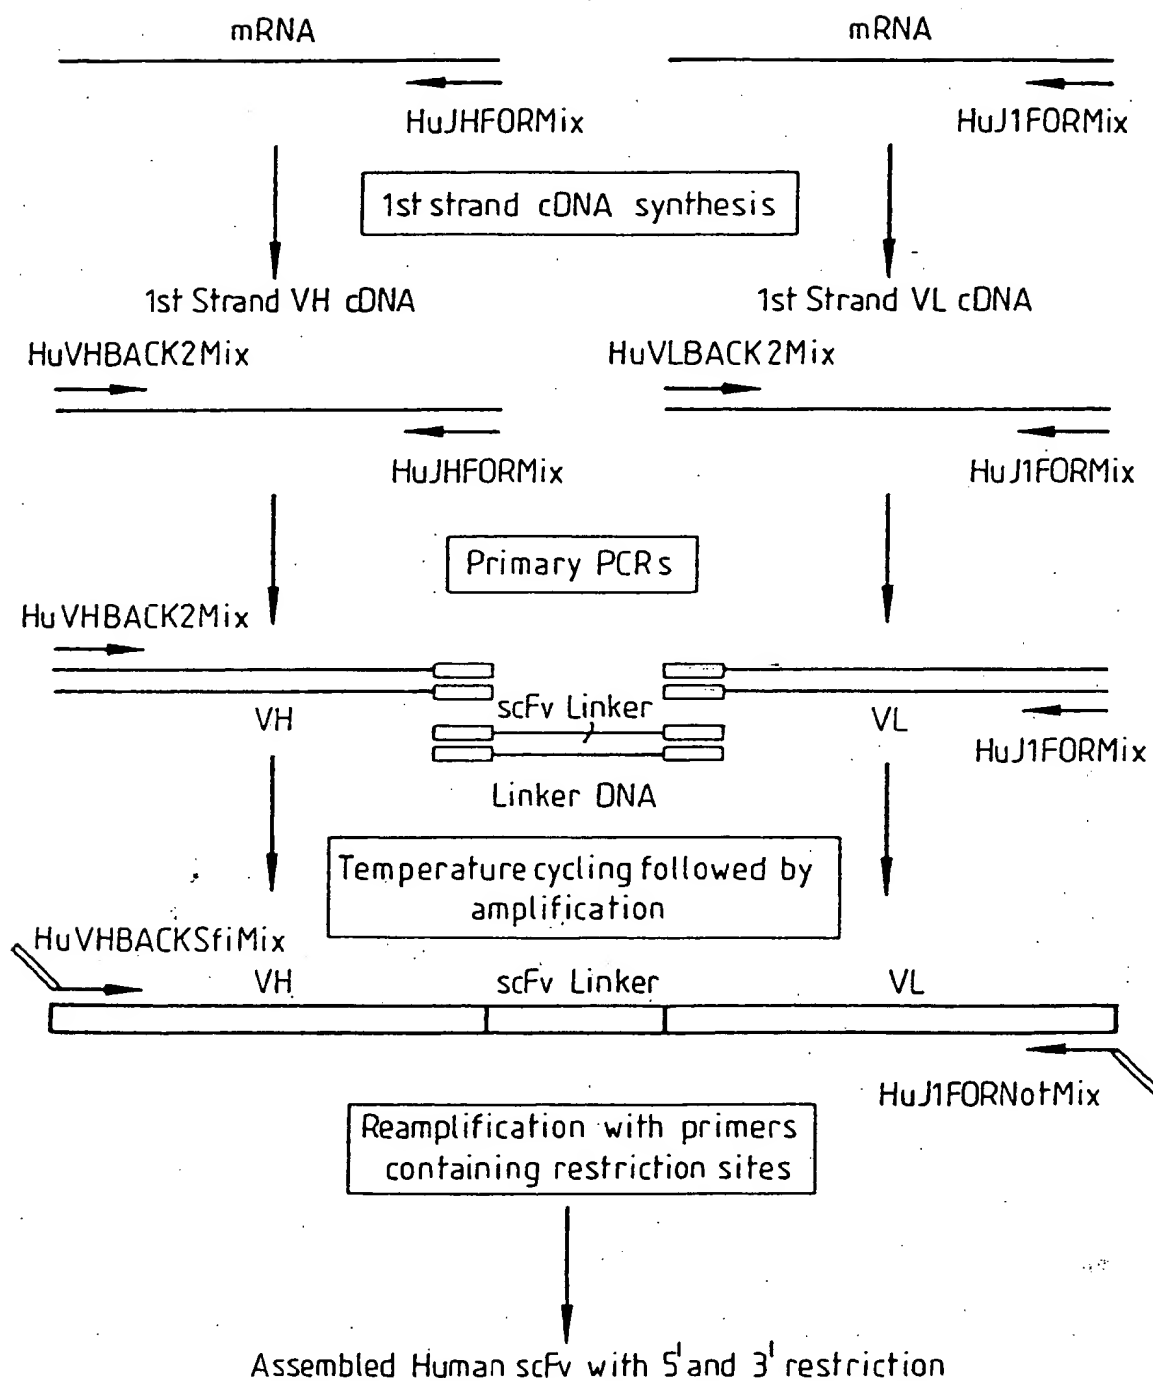 mRNA
mRNA
HuJHFORMix
HuJ1FORMix
1st strand cDNA synthesis
1st Strand VH cDNA
1st Strand VL cDNA
HuVHBACK2Mix
HuVLBACK2Mix
HuJHFORMix
HuJ1FORMix
Primary PCRs
HuVHBACK2Mix
VH
scFv Linker
VL
HuJ1FORMix
Linker DNA
Temperature cycling followed by
amplification
HuVHBACKSfiMix
VH
scFv Linker
VL
HuJ1FORNotMix
Reamplification with primers
containing restriction sites
Assembled Human scFv with 5' and 3' restriction